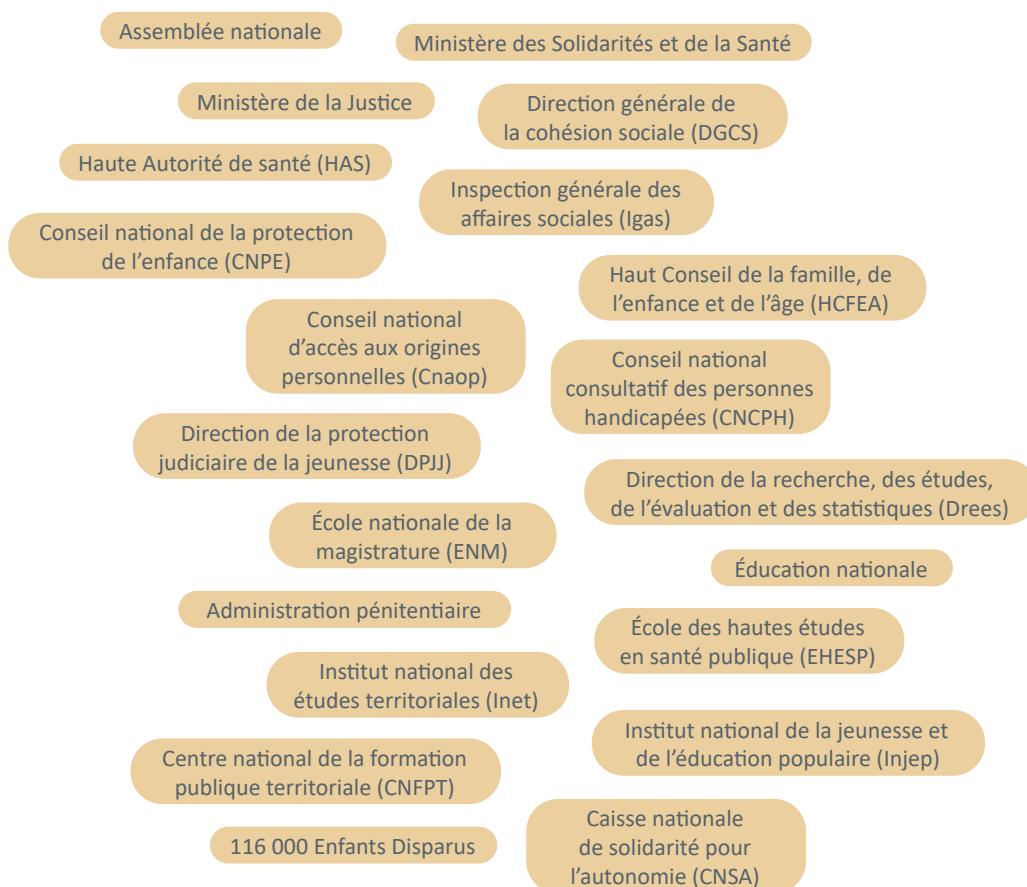 Assemblée nationale
Ministère des Solidarités et de la Santé
Ministère de la Justice
Direction générale de
la cohésion sociale (DGCS)
Haute Autorité de santé (HAS)
Inspection générale des
affaires sociales (Igas)
Conseil national de la protection
de l’enfance (CNPE)
Haut Conseil de la famille, de
l’enfance et de l’âge (HCFEA)
Conseil national
d’accès aux origines
personnelles (Cnaop)
Conseil national
consultatif des personnes
handicapées (CNCPH)
Direction de la protection
judiciaire de la jeunesse (DPJJ)
Direction de la recherche, des études,
de l’évaluation et des statistiques (Drees)
École nationale de la
magistrature (ENM)
Éducation nationale
Administration pénitentiaire
École des hautes études
en santé publique (EHESP)
Institut national des
études territoriales (Inet)
Institut national de la jeunesse et
de l’éducation populaire (Injep)
Centre national de la formation
publique territoriale (CNFPT)
116 000 Enfants Disparus
Caisse nationale
de solidarité pour
l’autonomie (CNSA)